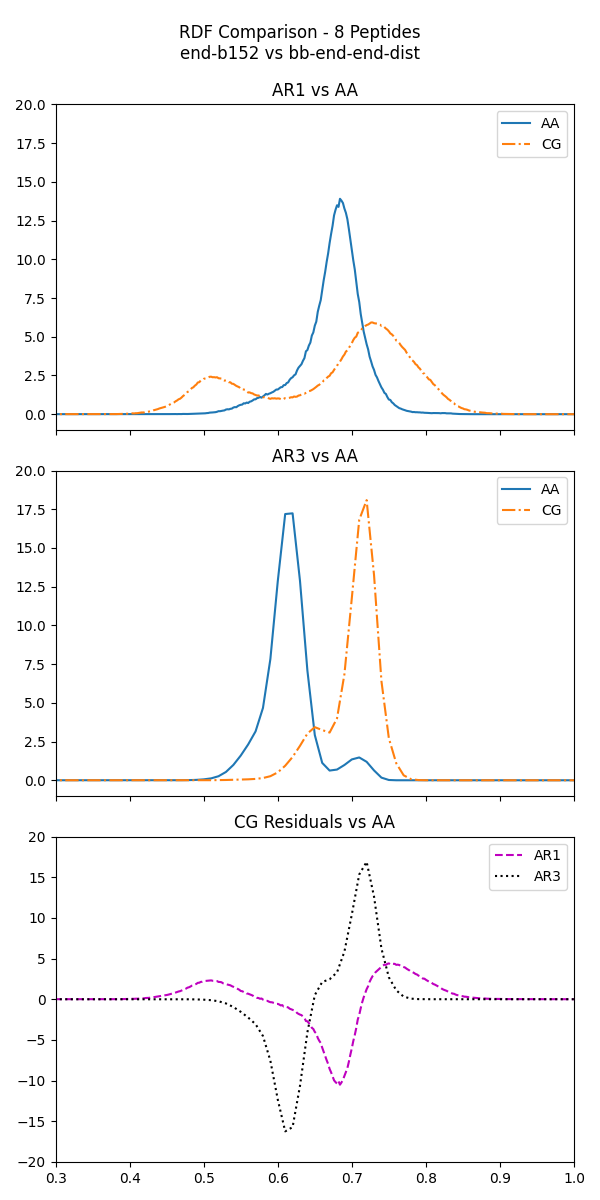 RDF Comparison - 8 Peptides
end-b152 vs bb-end-end-dist
AR1 vs AA
20.0
17.5
15.0
12.5
10.0
7.5
5.0
2.5
0.0
AA
CG
AR3 vs AA
20.0
17.5
15.0
12.5
10.0
7.5
5.0
2.5
0.0
AA
CG
CG Residuals vs AA
20
15
10
5
0
−5
−10
−15
−20
AR1
AR3
0.3 0.4 0.5 0.6 0.7 0.8 0.9 1.0